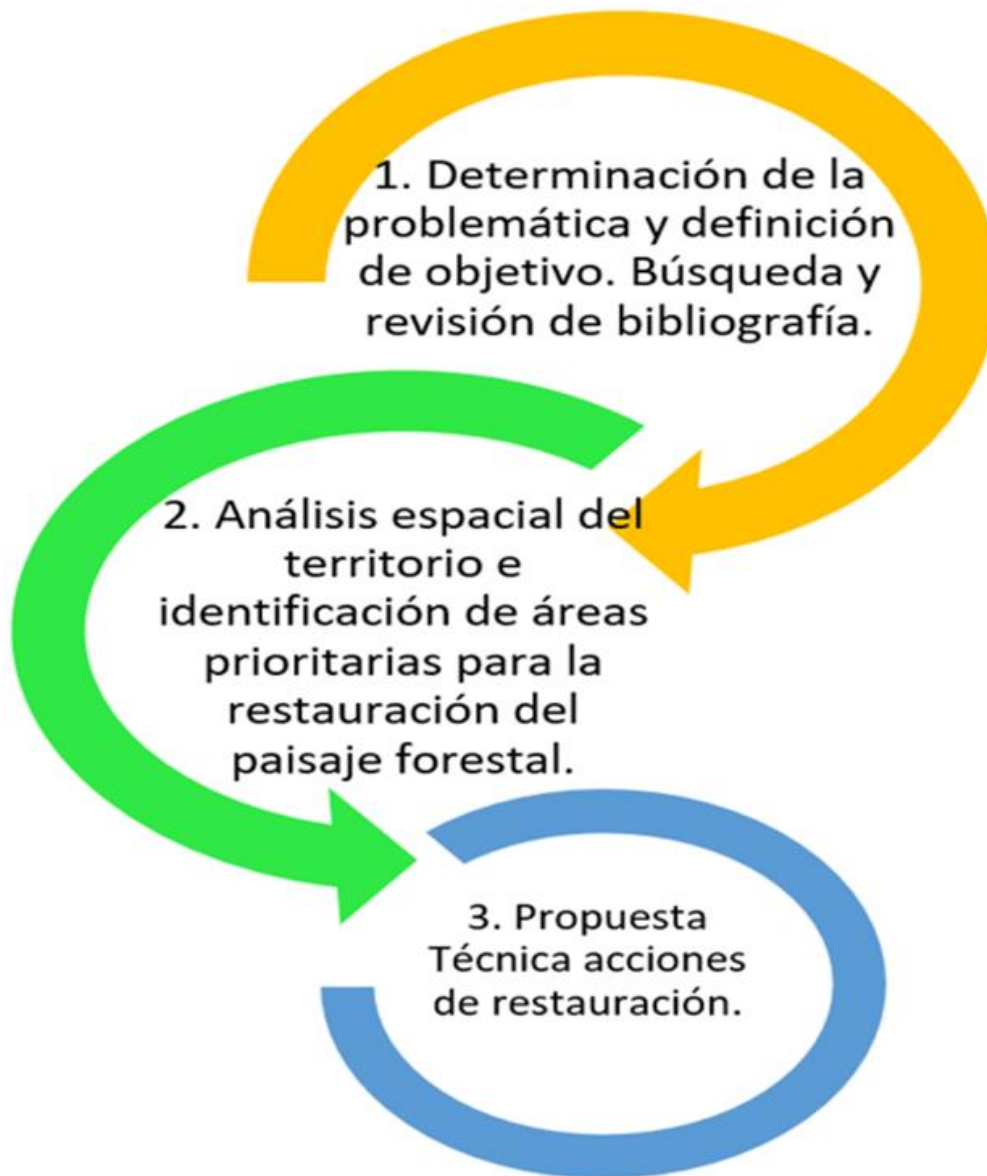 1. Determinación de la
problemática y definición
de objetivo. Búsqueda y
revisión de bibliografía.
2. Análisis espacial del
territorio e
identificación de áreas
prioritarias para la
restauración del
paisaje forestal.
3. Propuesta
Técnica acciones
de restauración.